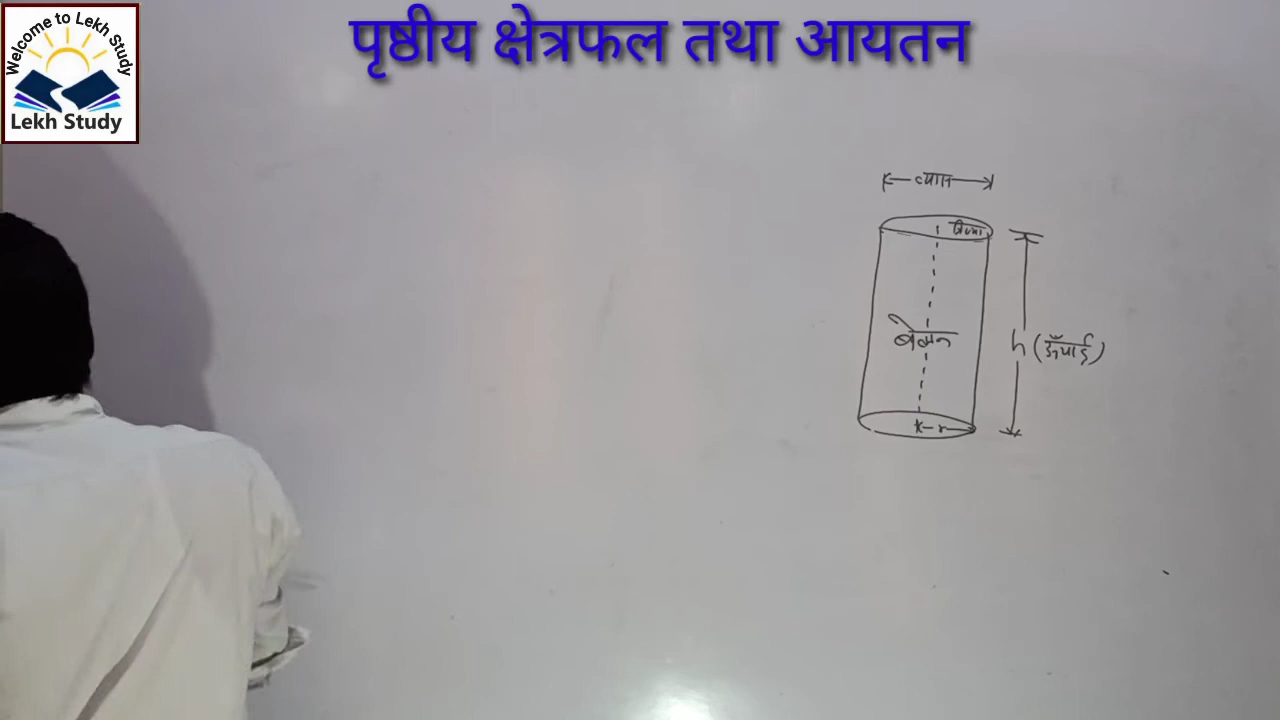 Welcome to Lekh Study
Lekh Study
पृष्ठीय क्षेत्रफल तथा आयतन
व्यास
त्रिज्या
बेलन
h (ऊँचाई)
r